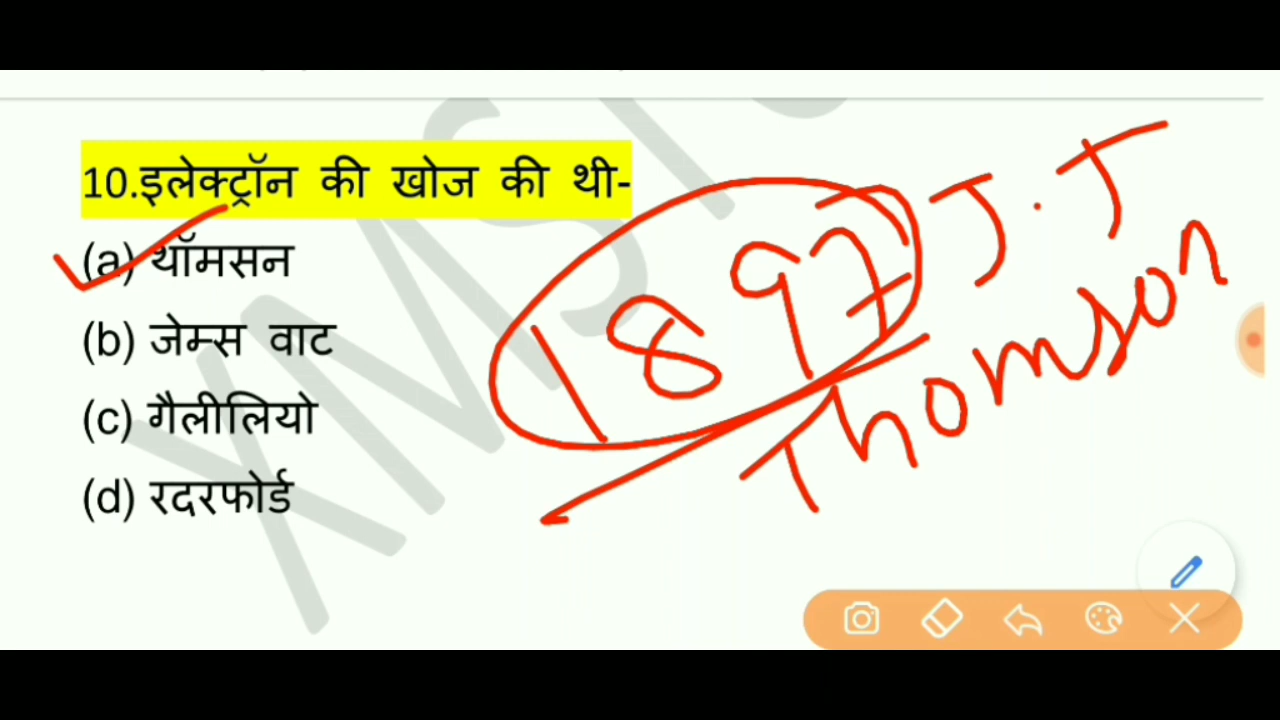 10.इलेक्ट्रॉन की खोज की थी-
(a) थॉमसन
(b) जेम्स वाट
(c) गैलीलियो
(d) रदरफोर्ड
1897
J. J
Thomson